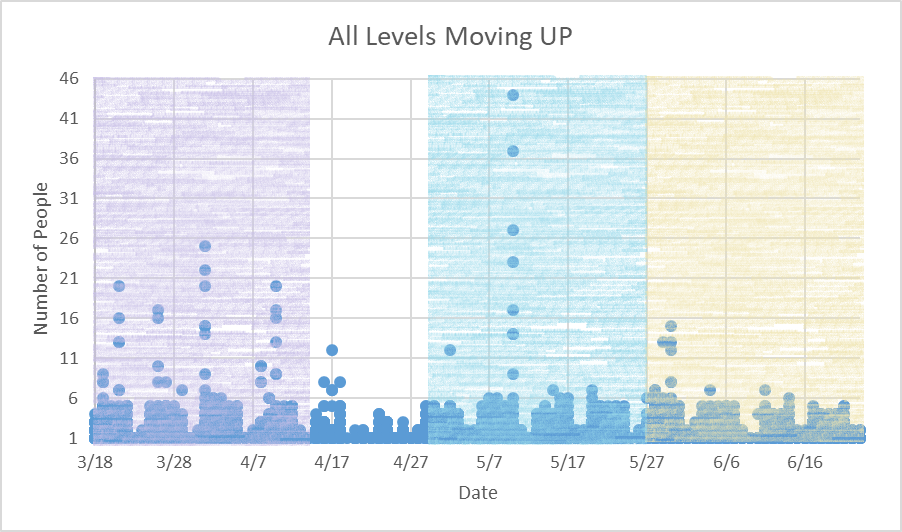 All Levels Moving UP
46
41
36
31
26
21
16
11
6
1
Number of People
3/18 3/28 4/7 4/17 4/27 5/7 5/17 5/27 6/6 6/16
Date